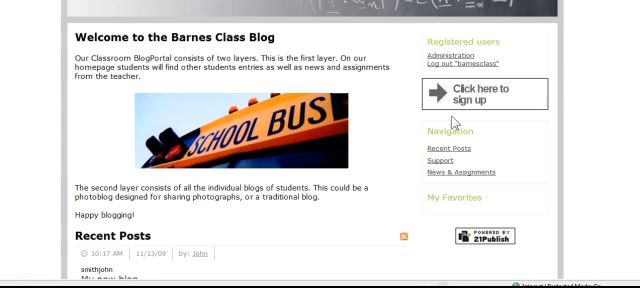 Welcome to the Barnes Class Blog
Our Classroom BlogPortal consists of two layers. This is the first layer. On our
homepage students will find other students entries as well as news and assignments
from the teacher.
SCHOOL BUS
The second layer consists of all the individual blogs of students. This could be a
photoblog designed for sharing photographs, or a traditional blog.
Happy blogging!
Recent Posts
10:17 AM
11/13/09
by: John
smithjohn
My new blog
Registered users
Administration
Log out "barnesclass"
Click here to
sign up
Navigation
Recent Posts
Support
News & Assignments
My Favorites
POWERED BY
21Publish